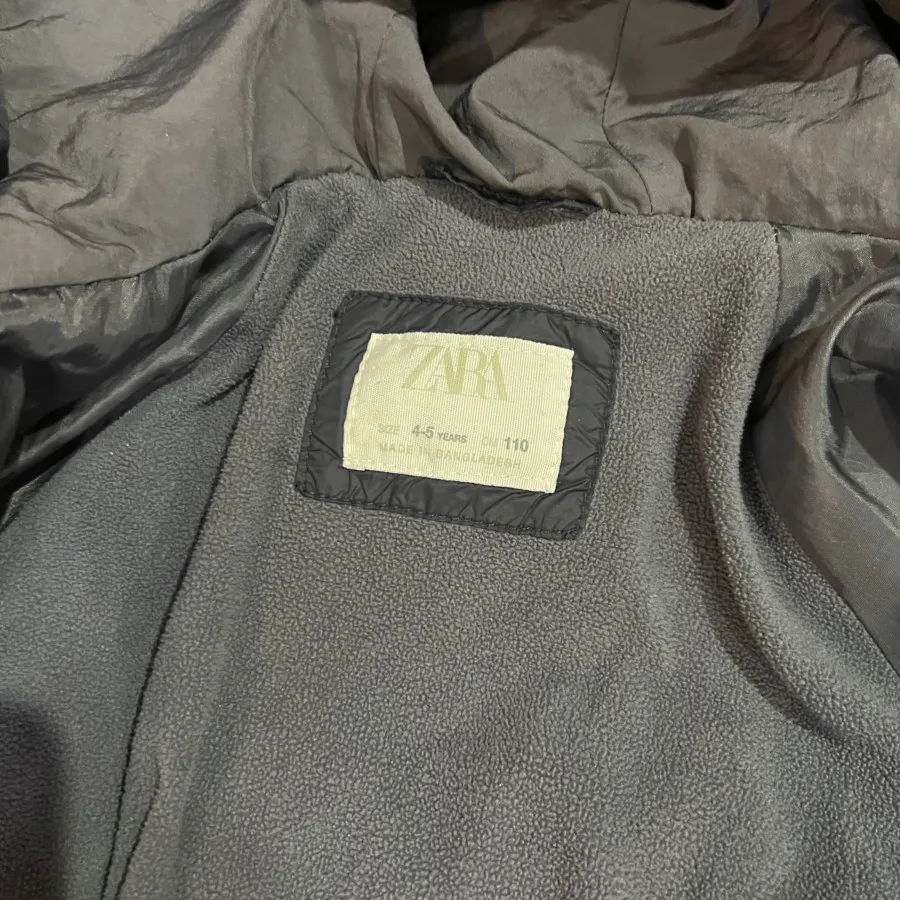 ZARA
SIZE 4-5 YEARS CM 110
MADE IN BANGLADESH